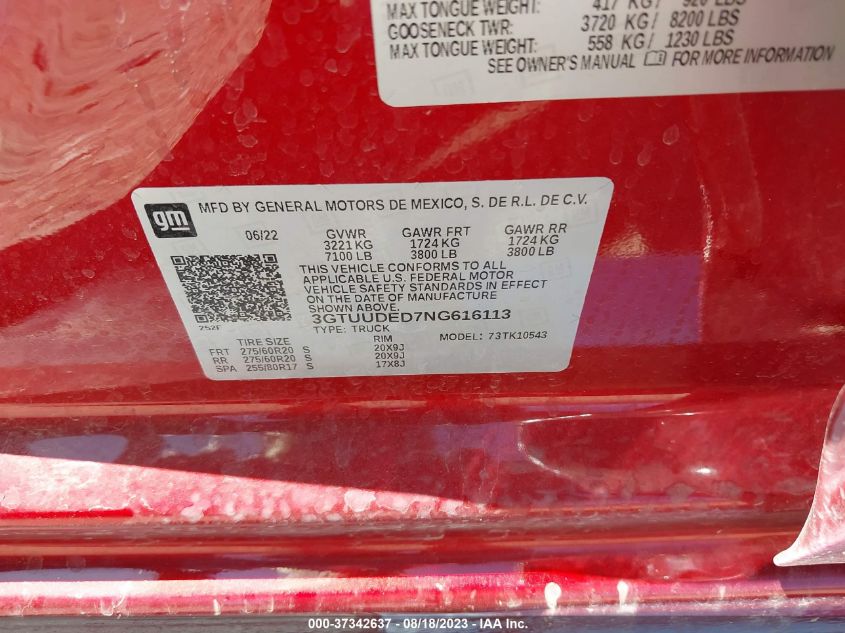 MAX TONGUE WEIGHT: 417 KG/ 920 LBS
GOOSENECK TWR: 3720 KG/ 8200 LBS
MAX TONGUE WEIGHT: 558 KG/ 1230 LBS
SEE OWNER'S MANUAL FOR MORE INFORMATION
gm
MFD BY GENERAL MOTORS DE MEXICO, S. DE R.L. DE C.V.
06/22 GVWR GAWR FRT GAWR RR
3221 KG 1724 KG 1724 KG
7100 LB 3800 LB 3800 LB
THIS VEHICLE CONFORMS TO ALL
APPLICABLE U.S. FEDERAL MOTOR
VEHICLE SAFETY STANDARDS IN EFFECT
ON THE DATE OF MANUFACTURE
SHOWN ABOVE.
252F 3GTUUDED7NG616113
TYPE: TRUCK MODEL: 73TK10543
TIRE SIZE RIM
FRT 275/60R20 S 20X9J
RR 275/60R20 S 20X9J
SPA 255/80R17 S 17X8J
000-37342637 - 08/18/2023 - IAA Inc.